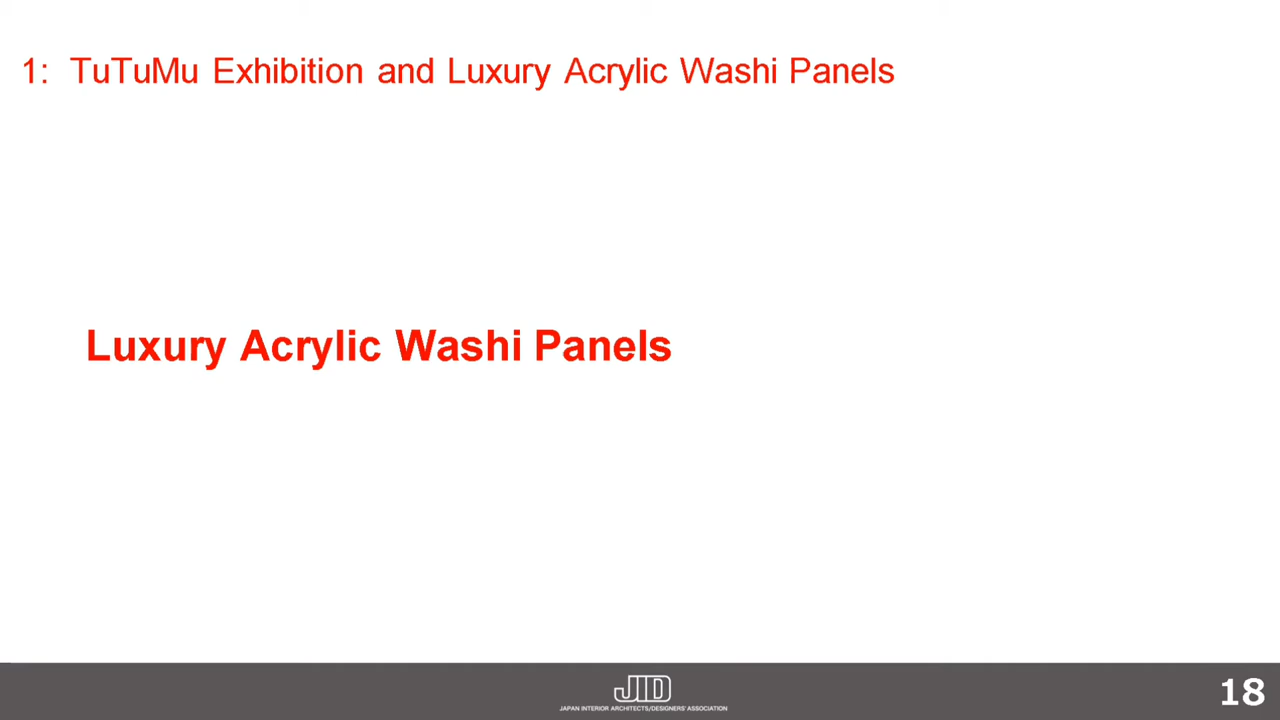 1: TuTuMu Exhibition and Luxury Acrylic Washi Panels
Luxury Acrylic Washi Panels
JID
JAPAN INTERIOR ARCHITECTS/DESIGNERS' ASSOCIATION
18